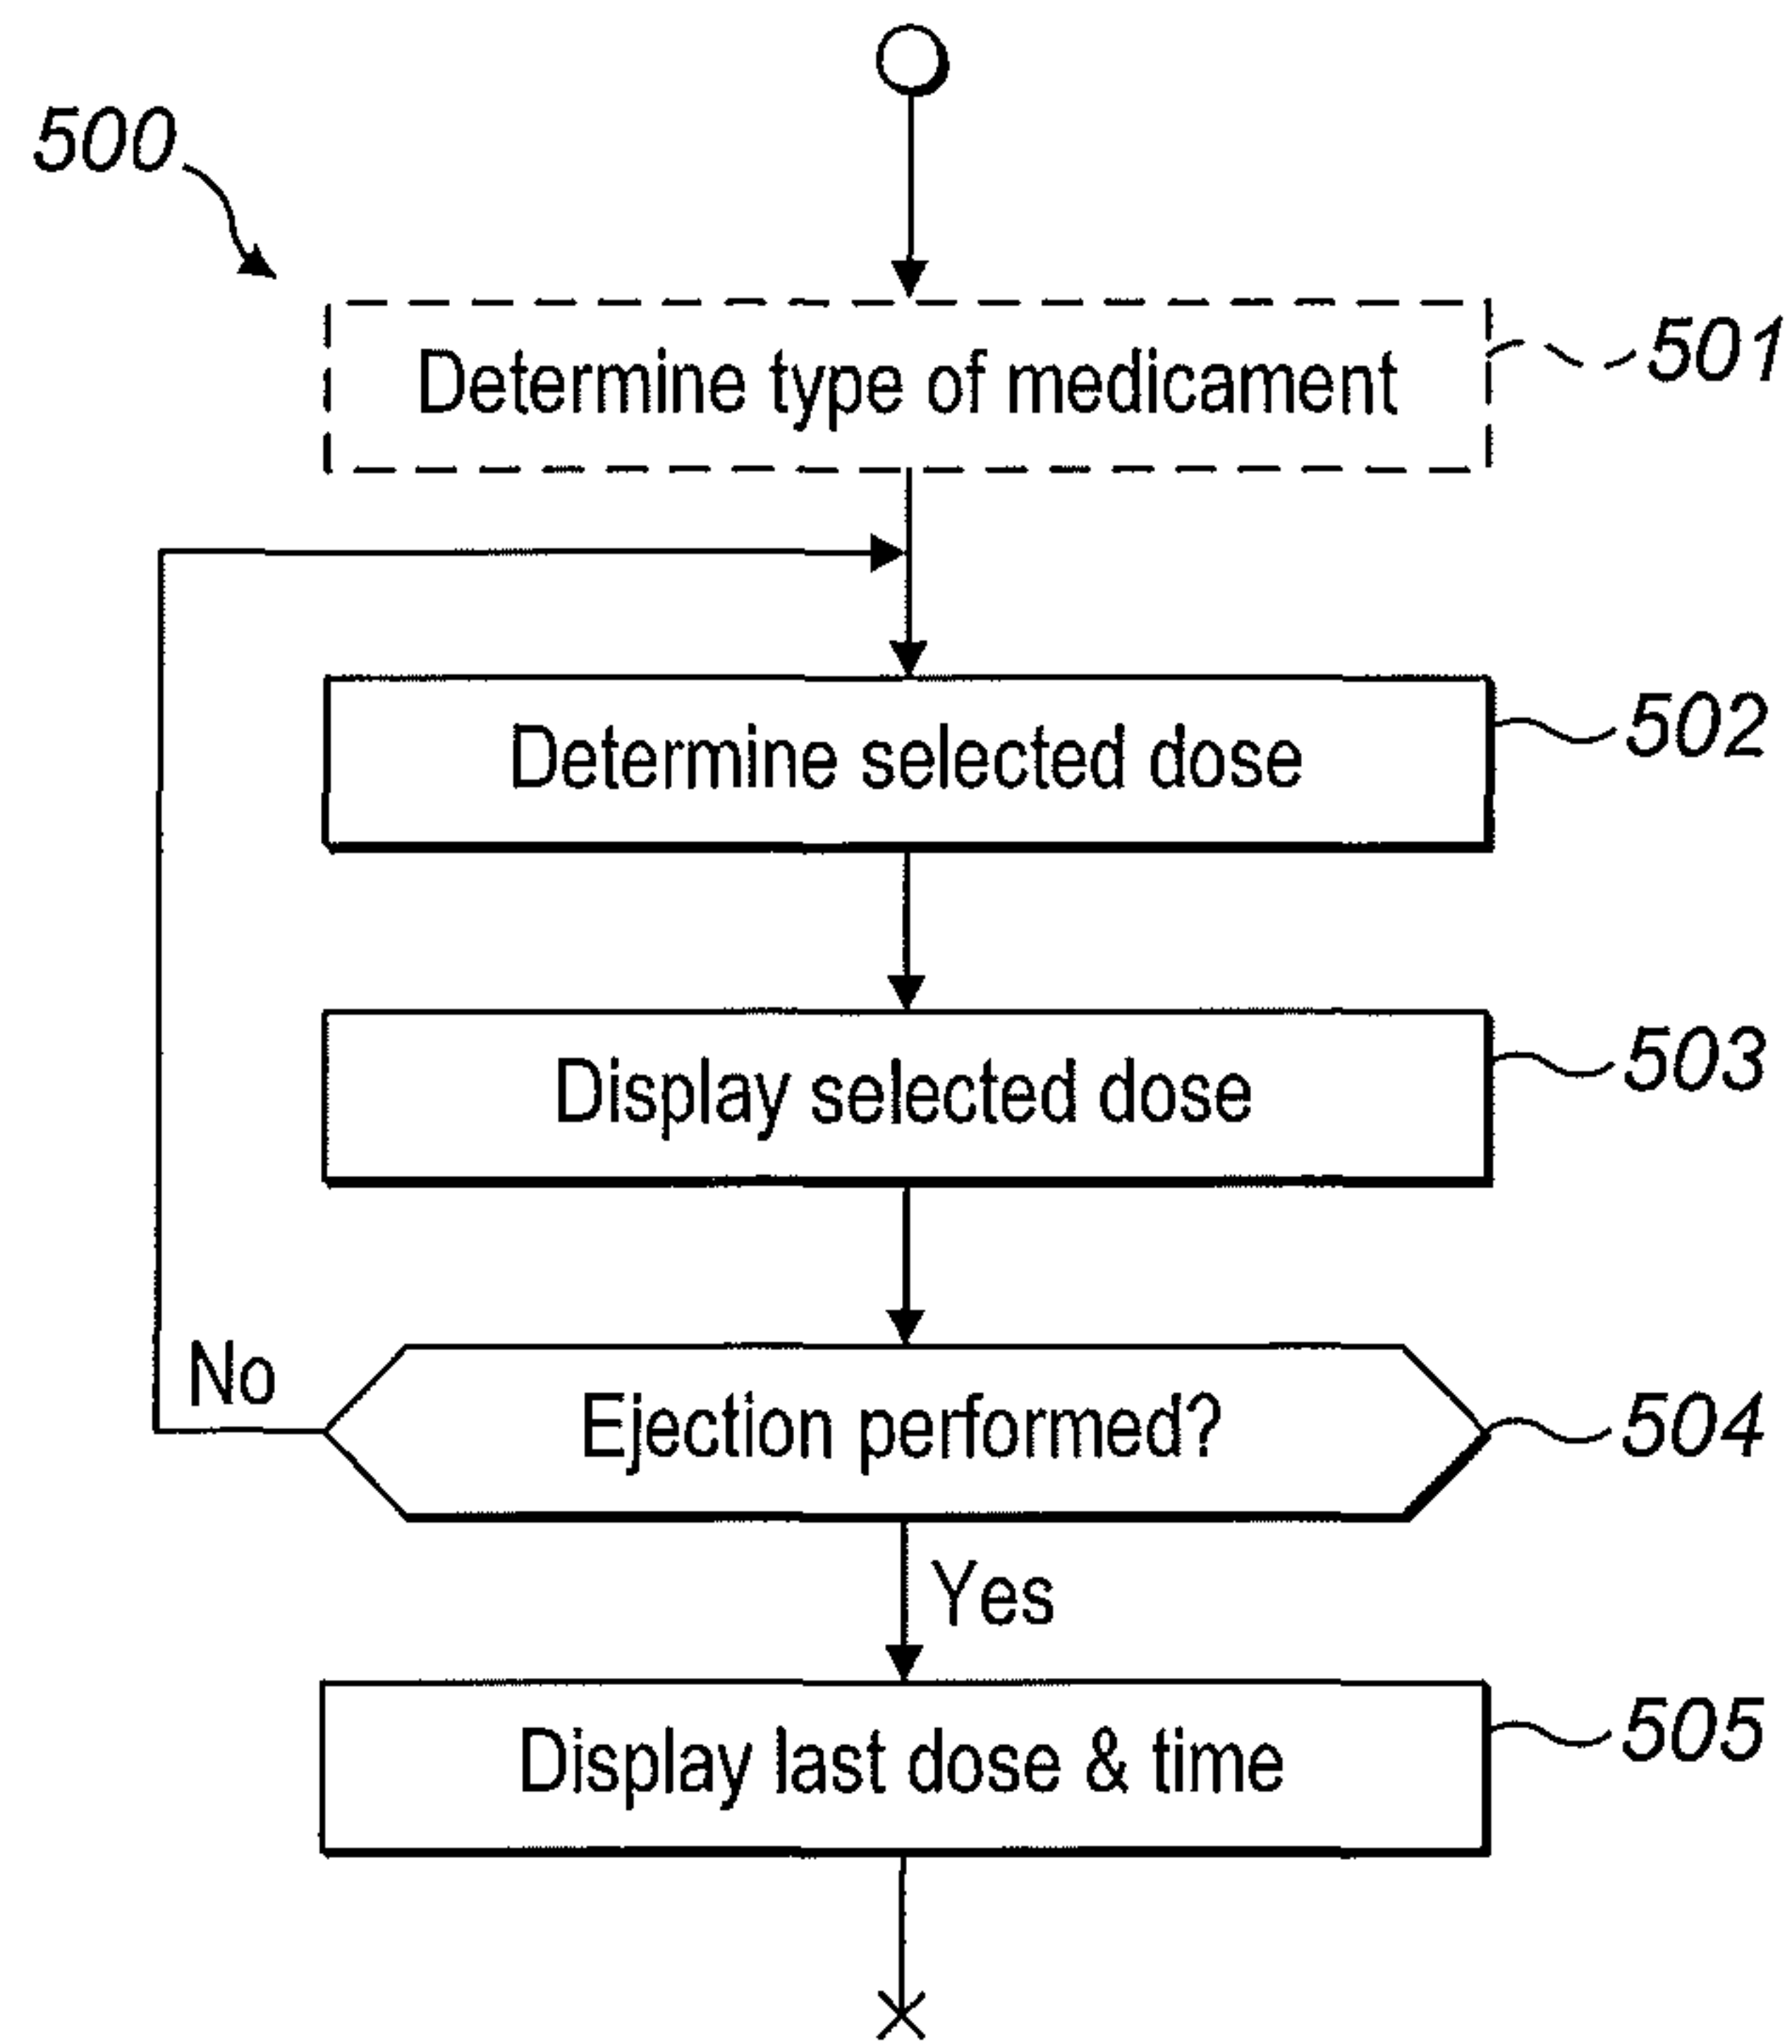 500
Determine type of medicament
501
Determine selected dose
502
Display selected dose
503
No
Ejection performed?
504
Yes
Display last dose & time
505